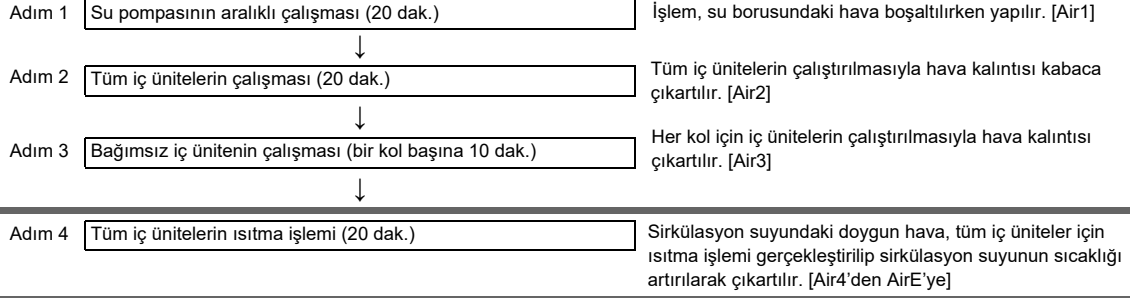 Adım 1 Su pompasının aralıklı çalışması (20 dak.) İşlem, su borusundaki hava boşaltılırken yapılır. [Air1]
↓
Adım 2 Tüm iç ünitelerin çalışması (20 dak.) Tüm iç ünitelerin çalıştırılmasıyla hava kalıntısı kabaca
çıkartılır. [Air2]
↓
Adım 3 Bağımsız iç ünitenin çalışması (bir kol başına 10 dak.) Her kol için iç ünitelerin çalıştırılmasıyla hava kalıntısı
çıkartılır. [Air3]
↓
Adım 4 Tüm iç ünitelerin ısıtma işlemi (20 dak.) Sirkülasyon suyundaki doygun hava, tüm iç üniteler için
ısıtma işlemi gerçekleştirilip sirkülasyon suyunun sıcaklığı
artırılarak çıkartılır. [Air4’den AirE’ye]